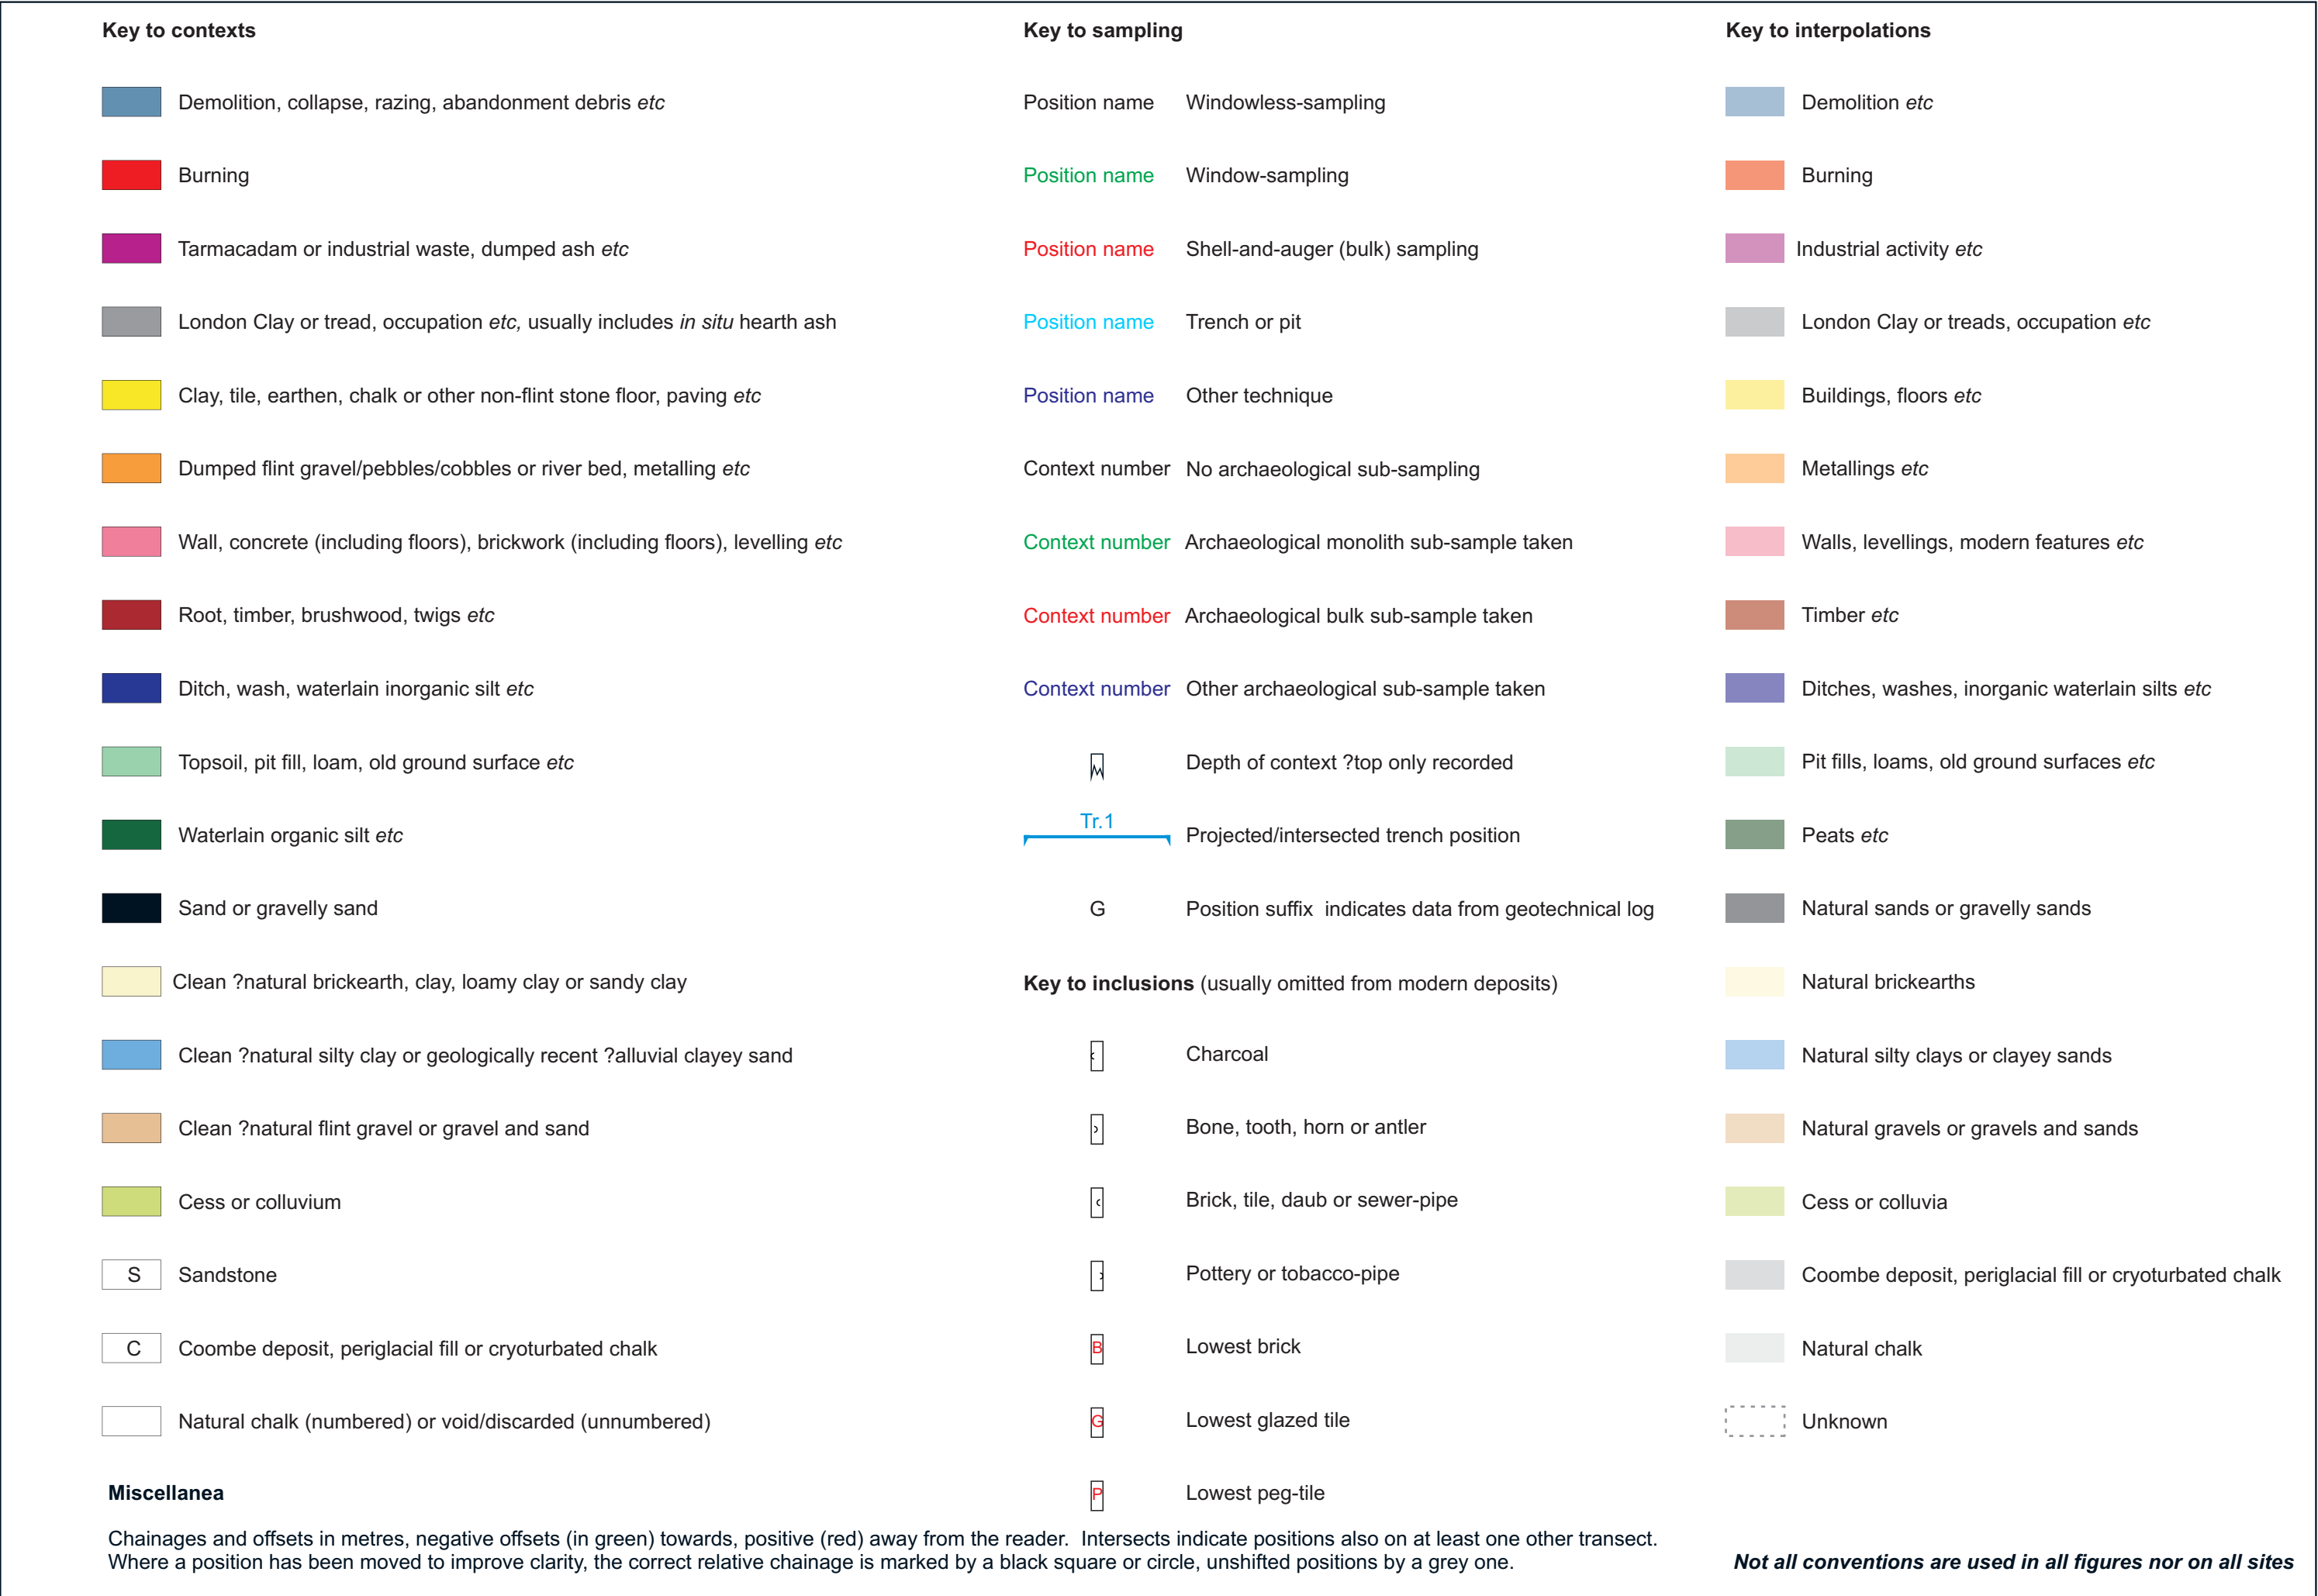 Key to contexts
Demolition, collapse, razing, abandonment debris etc
Burning
Tarmacadam or industrial waste, dumped ash etc
London Clay or tread, occupation etc, usually includes in situ hearth ash
Clay, tile, earthen, chalk or other non-flint stone floor, paving etc
Dumped flint gravel/pebbles/cobbles or river bed, metalling etc
Wall, concrete (including floors), brickwork (including floors), levelling etc
Root, timber, brushwood, twigs etc
Ditch, wash, waterlain inorganic silt etc
Topsoil, pit fill, loam, old ground surface etc
Waterlain organic silt etc
Sand or gravelly sand
Clean ?natural brickearth, clay, loamy clay or sandy clay
Clean ?natural silty clay or geologically recent ?alluvial clayey sand
Clean ?natural flint gravel or gravel and sand
Cess or colluvium
S Sandstone
C Coombe deposit, periglacial fill or cryoturbated chalk
Natural chalk (numbered) or void/discarded (unnumbered)
Key to sampling
Position name Windowless-sampling
Position name Window-sampling
Position name Shell-and-auger (bulk) sampling
Position name Trench or pit
Position name Other technique
Context number No archaeological sub-sampling
Context number Archaeological monolith sub-sample taken
Context number Archaeological bulk sub-sample taken
Context number Other archaeological sub-sample taken
Depth of context ?top only recorded
Tr.1 Projected/intersected trench position
G Position suffix indicates data from geotechnical log
Key to inclusions (usually omitted from modern deposits)
Charcoal
Bone, tooth, horn or antler
Brick, tile, daub or sewer-pipe
Pottery or tobacco-pipe
B Lowest brick
G Lowest glazed tile
P Lowest peg-tile
Key to interpolations
Demolition etc
Burning
Industrial activity etc
London Clay or treads, occupation etc
Buildings, floors etc
Metallings etc
Walls, levellings, modern features etc
Timber etc
Ditches, washes, inorganic waterlain silts etc
Pit fills, loams, old ground surfaces etc
Peats etc
Natural sands or gravelly sands
Natural brickearths
Natural silty clays or clayey sands
Natural gravels or gravels and sands
Cess or colluvia
Coombe deposit, periglacial fill or cryoturbated chalk
Natural chalk
Unknown
Miscellanea
Chainages and offsets in metres, negative offsets (in green) towards, positive (red) away from the reader. Intersects indicate positions also on at least one other transect.
Where a position has been moved to improve clarity, the correct relative chainage is marked by a black square or circle, unshifted positions by a grey one.
Not all conventions are used in all figures nor on all sites